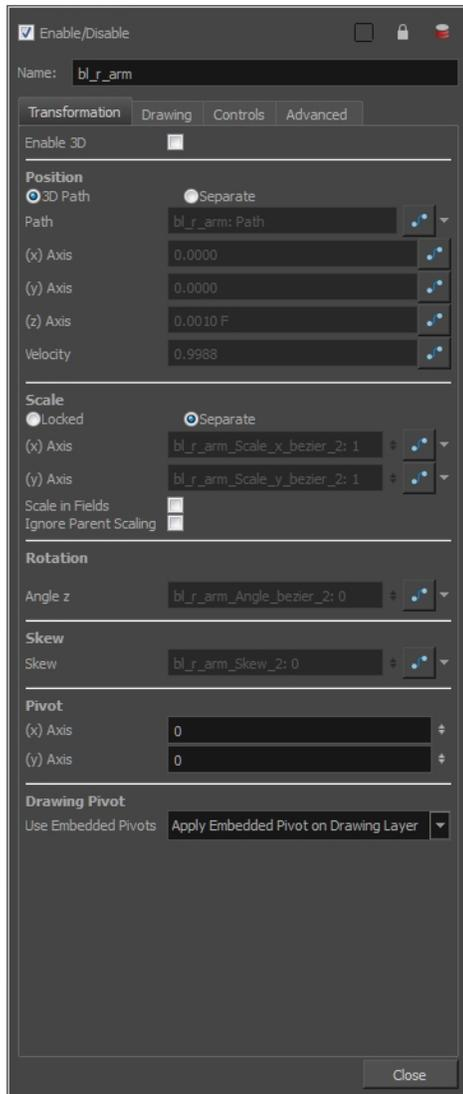 Enable/Disable
Name: bl_r_arm
Transformation Drawing Controls Advanced
Enable 3D
Position
3D Path Separate
Path bl_r_arm: Path
(x) Axis 0.0000
(y) Axis 0.0000
(z) Axis 0.0010 F
Velocity 0.9988
Scale
Locked Separate
(x) Axis bl_r_arm_Scale_x_bezier_2: 1
(y) Axis bl_r_arm_Scale_y_bezier_2: 1
Scale in Fields
Ignore Parent Scaling
Rotation
Angle z bl_r_arm_Angle_bezier_2: 0
Skew
Skew bl_r_arm_Skew_2: 0
Pivot
(x) Axis 0
(y) Axis 0
Drawing Pivot
Use Embedded Pivots Apply Embedded Pivot on Drawing Layer
Close